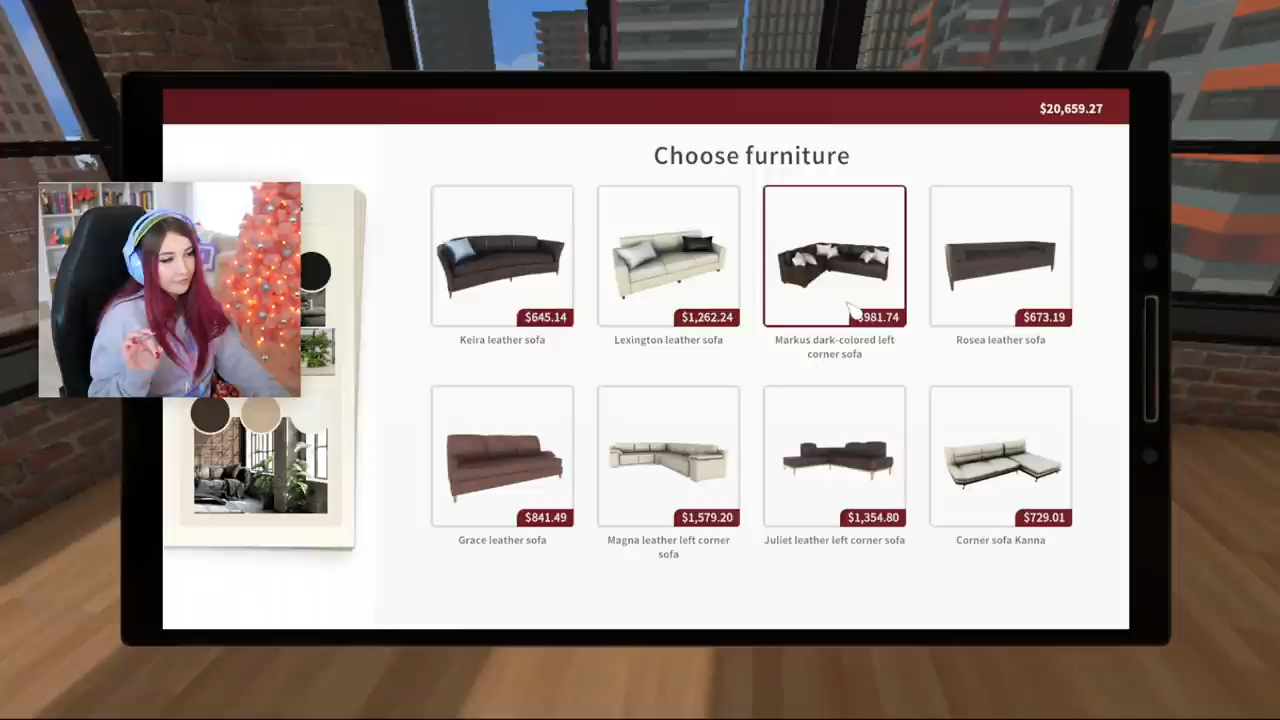 $20,659.27
Choose furniture
$645.14
$1,262.24
$981.74
$673.19
Keira leather sofa
Lexington leather sofa
Markus dark-colored left
corner sofa
Rosea leather sofa
$841.49
$1,579.20
$1,354.80
$729.01
Grace leather sofa
Magna leather left corner
sofa
Juliet leather left corner sofa
Corner sofa Kanna